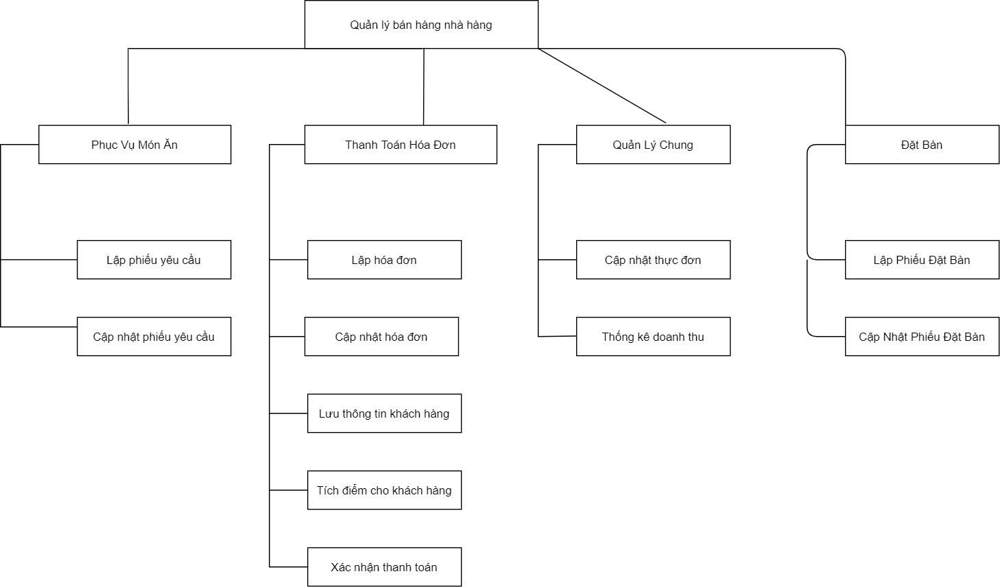 Quản lý bán hàng nhà hàng
Phục Vụ Món Ăn
Thanh Toán Hóa Đơn
Quản Lý Chung
Đặt Bàn
Lập phiếu yêu cầu
Lập hóa đơn
Cập nhật thực đơn
Lập Phiếu Đặt Bàn
Cập nhật phiếu yêu cầu
Cập nhật hóa đơn
Thống kê doanh thu
Cập Nhật Phiếu Đặt Bàn
Lưu thông tin khách hàng
Tích điểm cho khách hàng
Xác nhận thanh toán